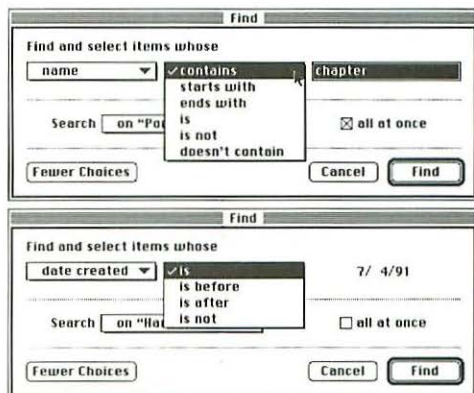 Find
Find and select items whose
name ✓contains chapter
starts with
ends with
is
Search on "Po ☒ all at once
is not
doesn't contain
Fewer Choices Cancel Find
Find
Find and select items whose
date created ✓is 7/ 4/91
is before
is after
Search on "Ha ☐ all at once
is not
Fewer Choices Cancel Find